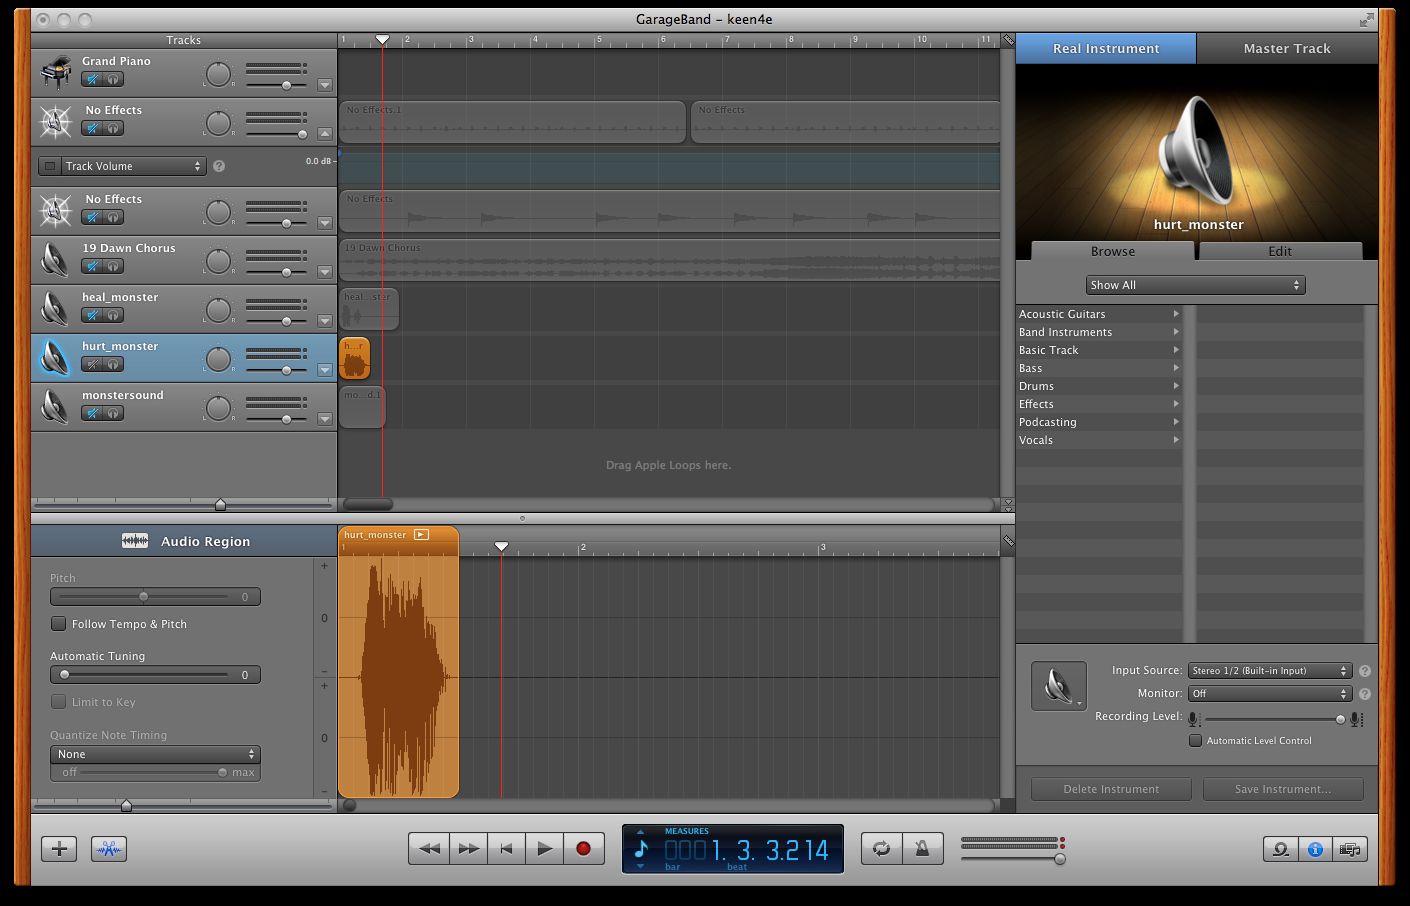 GarageBand - keen4e
Tracks
1 2 3 4 5 6 7 8 9 10 11
Real Instrument
Master Track
Grand Piano
L R
No Effects
L R
No Effects.1
No Effects
Track Volume
?
0.0 dB
No Effects
L R
No Effects
19 Dawn Chorus
L R
19 Dawn Chorus
heal_monster
L R
heal...ster
hurt_monster
L R
h...r
monstersound
L R
mo...d.1
Drag Apple Loops here.
hurt_monster
Browse
Edit
Show All
Acoustic Guitars
Band Instruments
Basic Track
Bass
Drums
Effects
Podcasting
Vocals
Audio Region
hurt_monster
1 2 3
Pitch
0
Follow Tempo & Pitch
Automatic Tuning
0
Limit to Key
Quantize Note Timing
None
off max
+
0
-
+
0
-
Input Source: Stereo 1/2 (Built-in Input) ?
Monitor: Off ?
Recording Level:
Automatic Level Control
Delete Instrument
Save Instrument...
MEASURES
0001. 3. 3.214
bar beat